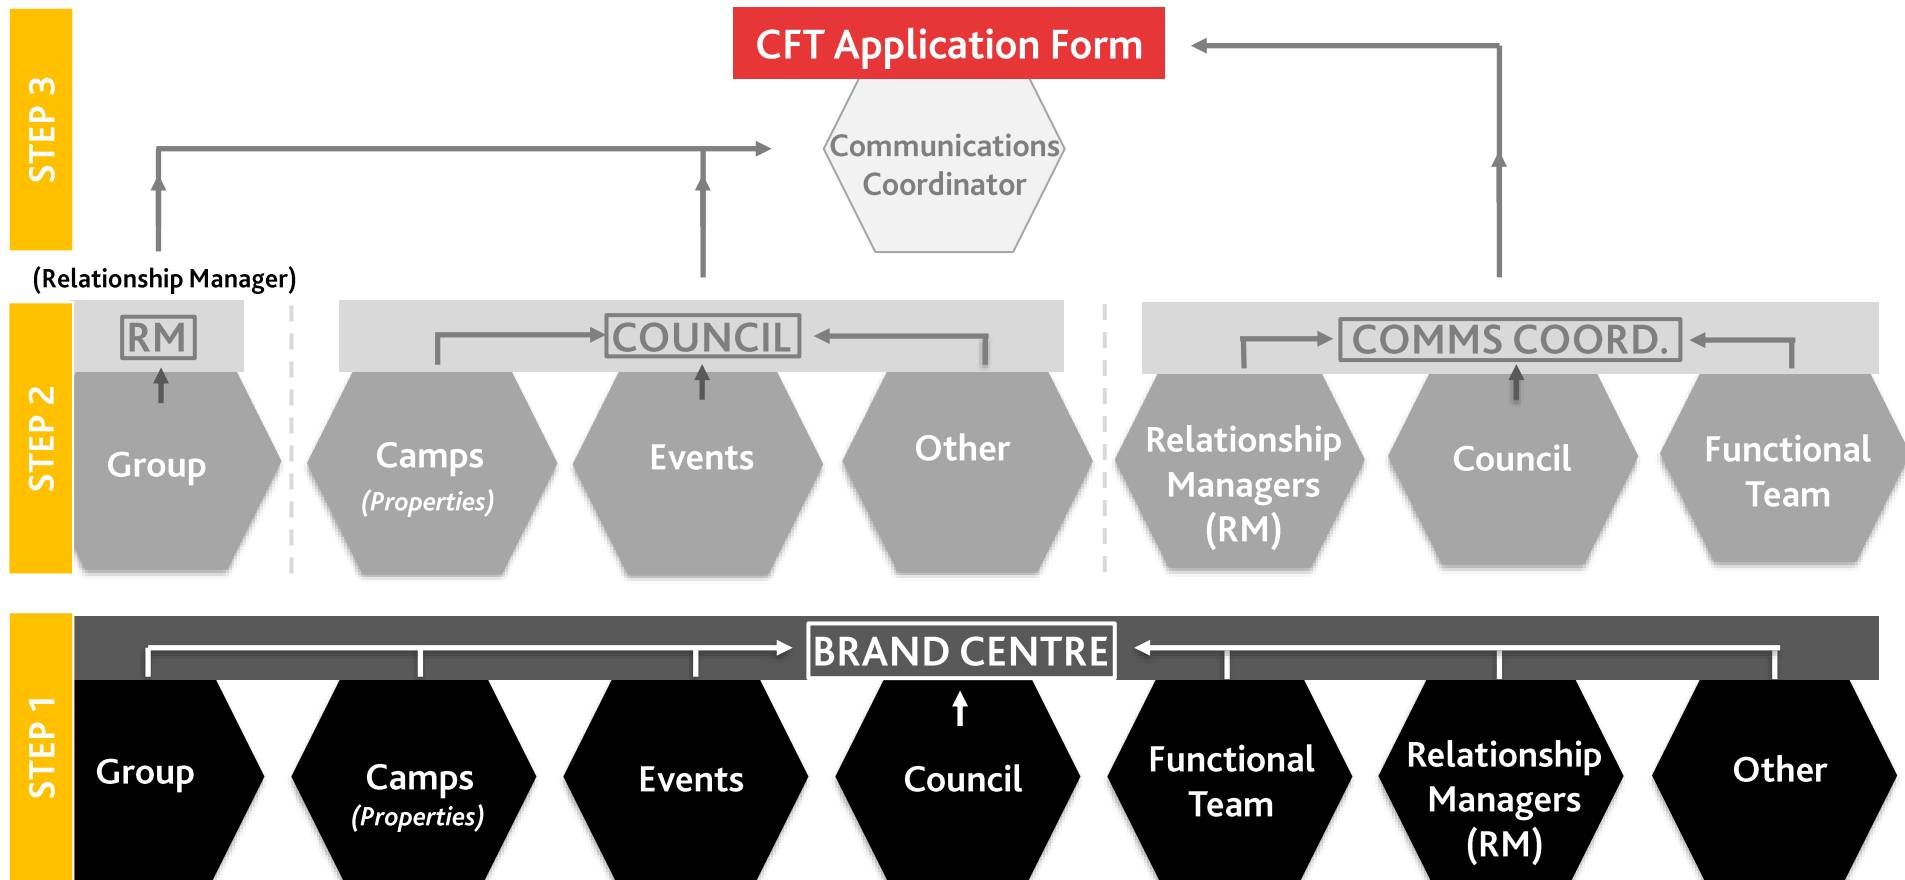 STEP 3
CFT Application Form
Communications
Coordinator
(Relationship Manager)
STEP 2
RM
COUNCIL
COMMS COORD.
Group
Camps
(Properties)
Events
Other
Relationship
Managers
(RM)
Council
Functional
Team
STEP 1
BRAND CENTRE
Group
Camps
(Properties)
Events
Council
Functional
Team
Relationship
Managers
(RM)
Other